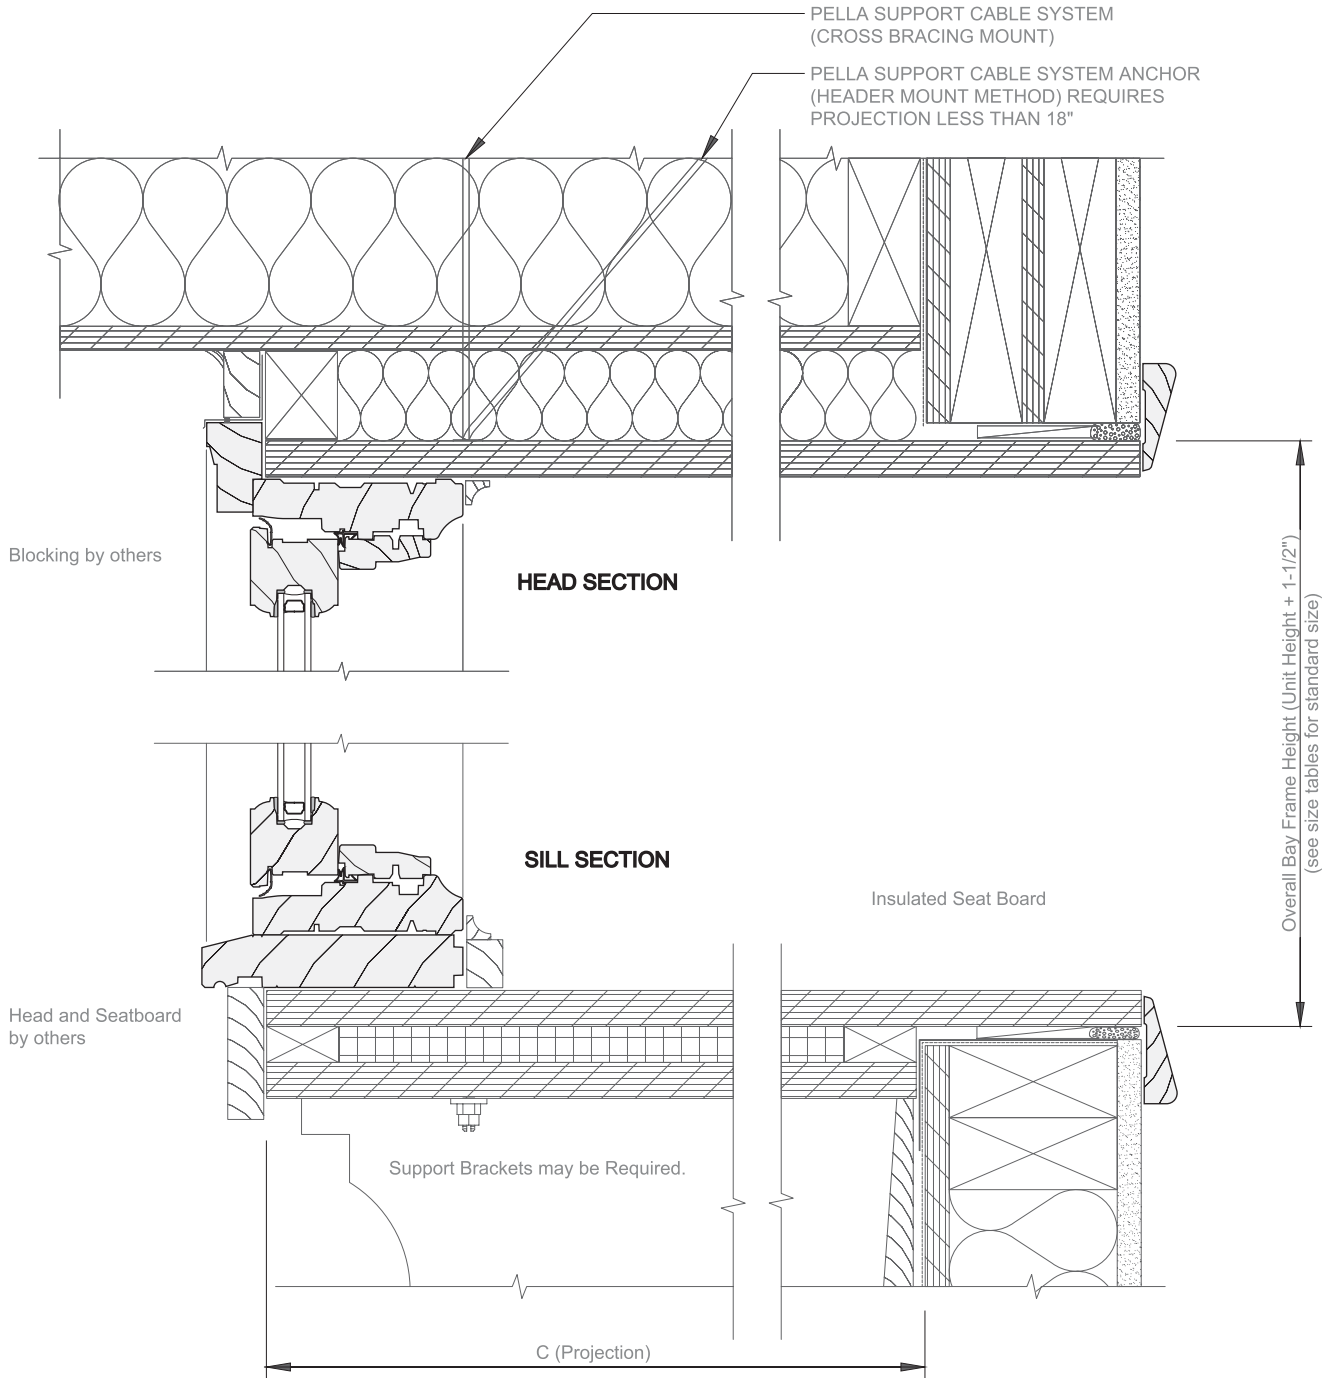 PELLA SUPPORT CABLE SYSTEM
(CROSS BRACING MOUNT)
PELLA SUPPORT CABLE SYSTEM ANCHOR
(HEADER MOUNT METHOD) REQUIRES
PROJECTION LESS THAN 18"
Blocking by others
HEAD SECTION
Overall Bay Frame Height (Unit Height + 1-1/2")
(see size tables for standard size)
SILL SECTION
Insulated Seat Board
Head and Seatboard
by others
Support Brackets may be Required.
C (Projection)